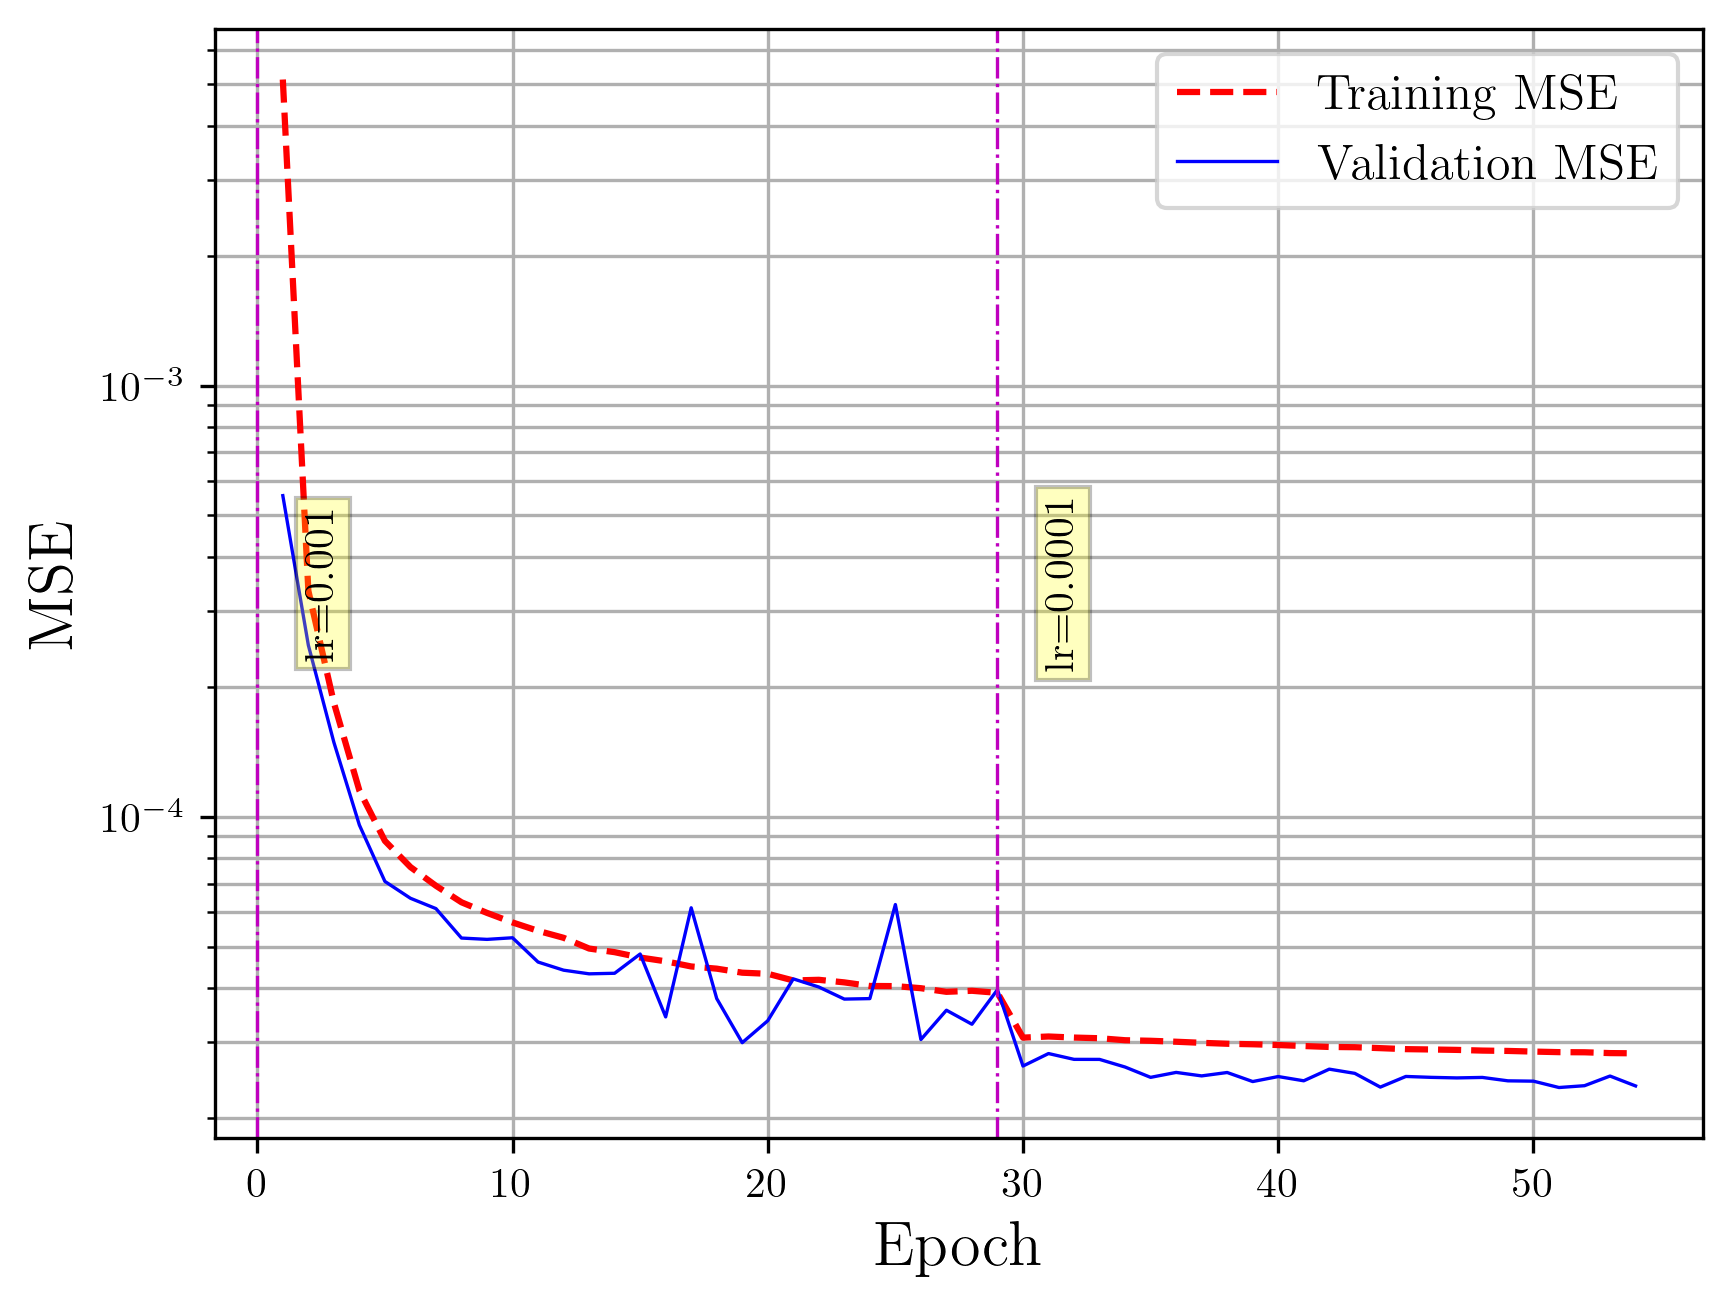 Training MSE
Validation MSE
MSE
10⁻³
10⁻⁴
lr=0.001
lr=0.0001
0 10 20 30 40 50
Epoch